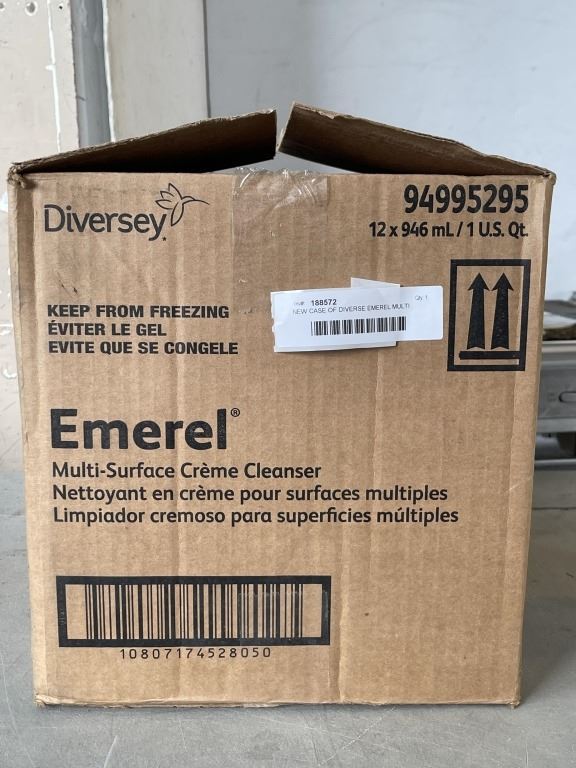 Diversey
94995295
12 x 946 mL / 1 U.S. Qt.
KEEP FROM FREEZING
ÉVITER LE GEL
EVITE QUE SE CONGELE
188572 Qty: 1
NEW CASE OF DIVERSE EMEREL MULTI
Emerel®
Multi-Surface Crème Cleanser
Nettoyant en crème pour surfaces multiples
Limpiador cremoso para superficies múltiples
10807174528050